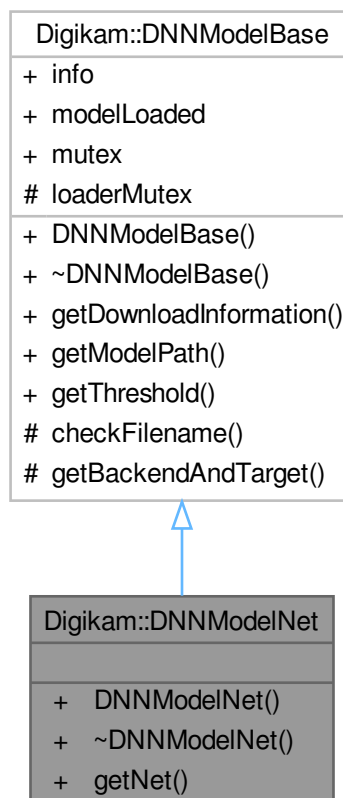 Digikam::DNNModelBase
+ info
+ modelLoaded
+ mutex
# loaderMutex
+ DNNModelBase()
+ ~DNNModelBase()
+ getDownloadInformation()
+ getModelPath()
+ getThreshold()
# checkFilename()
# getBackendAndTarget()
Digikam::DNNModelNet
+ DNNModelNet()
+ ~DNNModelNet()
+ getNet()